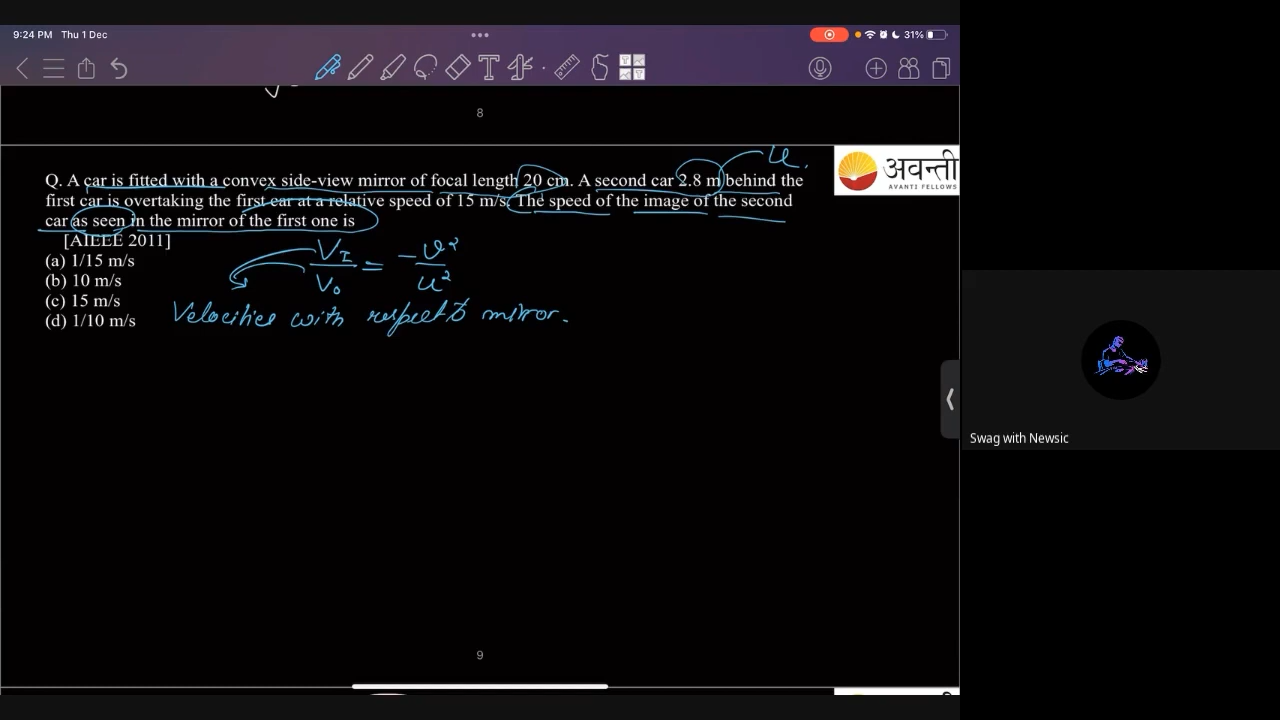 9:24 PM Thu 1 Dec
31%
8
u.
अवन्ती
AVANTI FELLOWS
Q. A car is fitted with a convex side-view mirror of focal length 20 cm. A second car 2.8 m behind the
first car is overtaking the first car at a relative speed of 15 m/s. The speed of the image of the second
car as seen in the mirror of the first one is
[AIEEE 2011]
(a) 1/15 m/s
(b) 10 m/s
(c) 15 m/s
(d) 1/10 m/s
V_I / V_o = -v² / u²
Velocities with respect to mirror.
9
Swag with Newsic